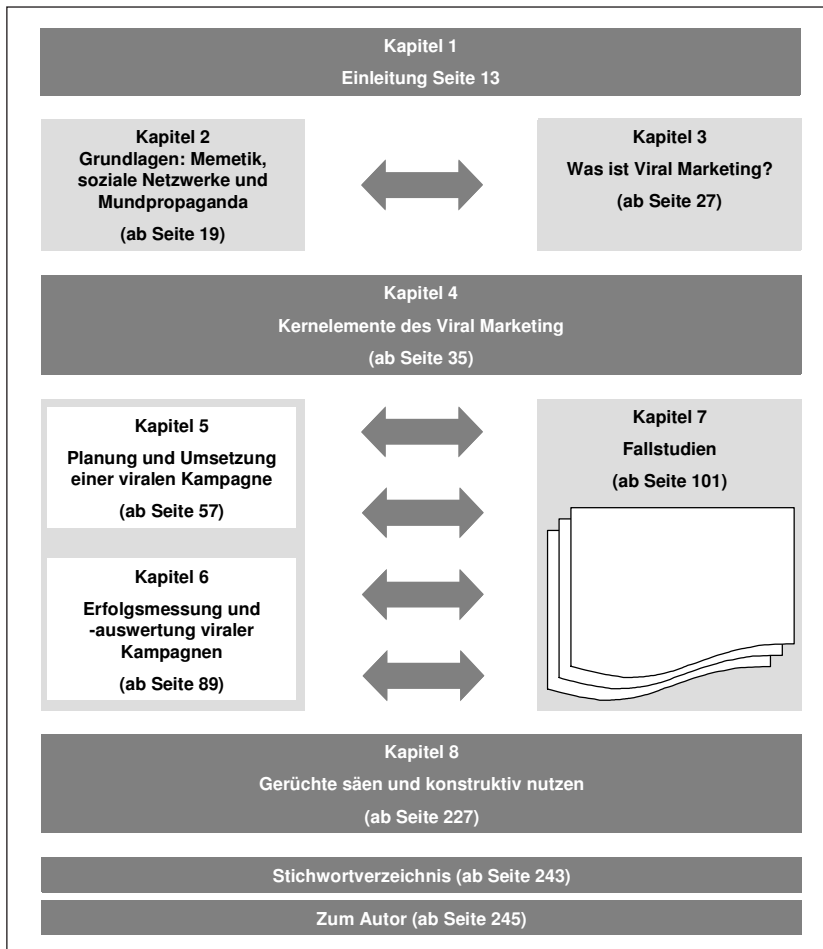 Kapitel 1
Einleitung Seite 13
Kapitel 2
Grundlagen: Memetik,
soziale Netzwerke und
Mundpropaganda
(ab Seite 19)
Kapitel 3
Was ist Viral Marketing?
(ab Seite 27)
Kapitel 4
Kernelemente des Viral Marketing
(ab Seite 35)
Kapitel 5
Planung und Umsetzung
einer viralen Kampagne
(ab Seite 57)
Kapitel 6
Erfolgsmessung und
-auswertung viraler
Kampagnen
(ab Seite 89)
Kapitel 7
Fallstudien
(ab Seite 101)
Kapitel 8
Gerüchte säen und konstruktiv nutzen
(ab Seite 227)
Stichwortverzeichnis (ab Seite 243)
Zum Autor (ab Seite 245)